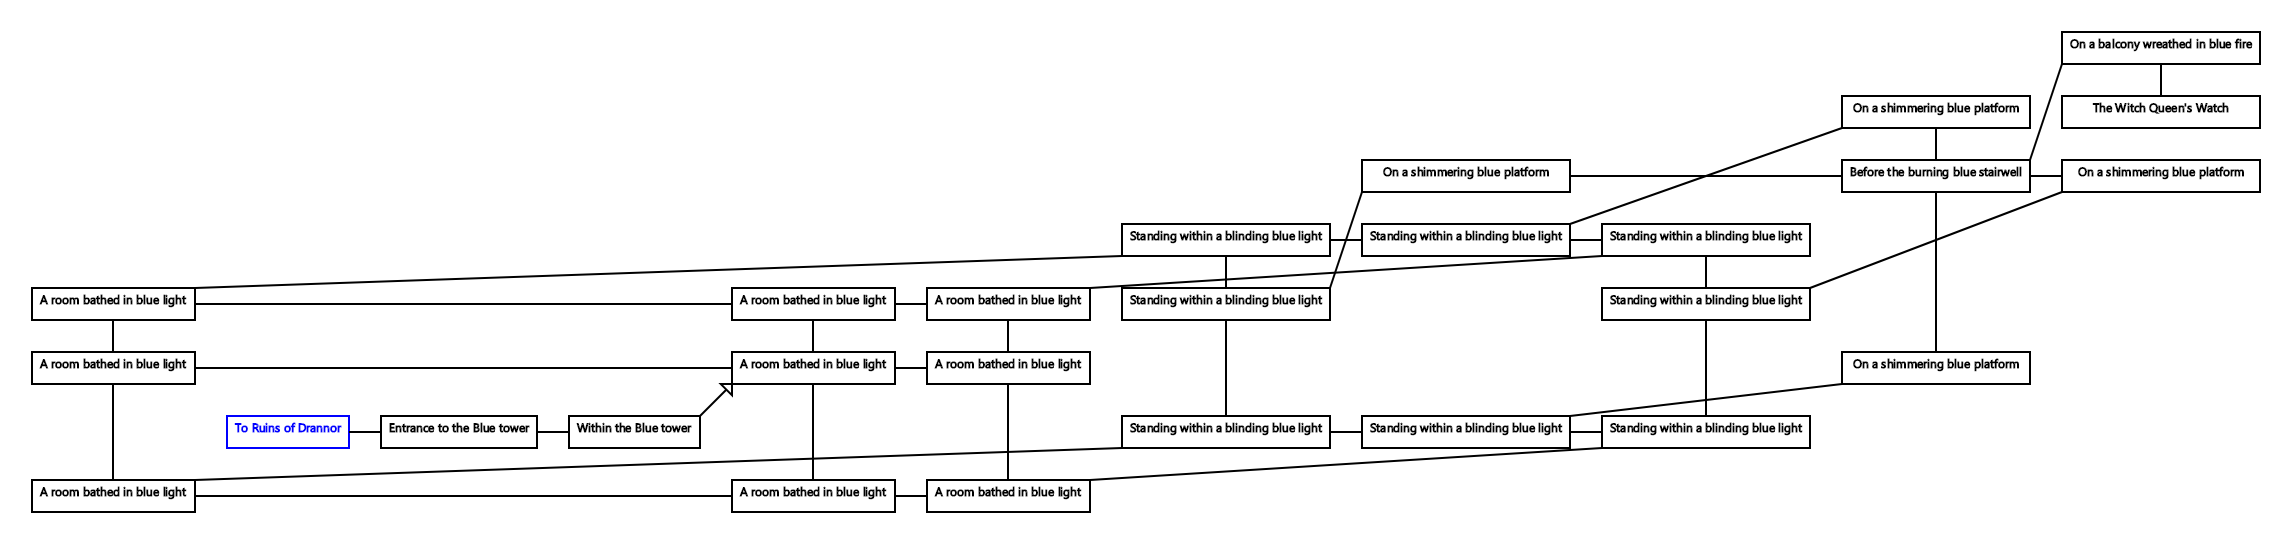 On a balcony wreathed in blue fire
On a shimmering blue platform
The Witch Queen's Watch
On a shimmering blue platform
Before the burning blue stairwell
On a shimmering blue platform
Standing within a blinding blue light
Standing within a blinding blue light
Standing within a blinding blue light
A room bathed in blue light
A room bathed in blue light
A room bathed in blue light
Standing within a blinding blue light
Standing within a blinding blue light
A room bathed in blue light
A room bathed in blue light
A room bathed in blue light
On a shimmering blue platform
To Ruins of Drannor
Entrance to the Blue tower
Within the Blue tower
Standing within a blinding blue light
Standing within a blinding blue light
Standing within a blinding blue light
A room bathed in blue light
A room bathed in blue light
A room bathed in blue light